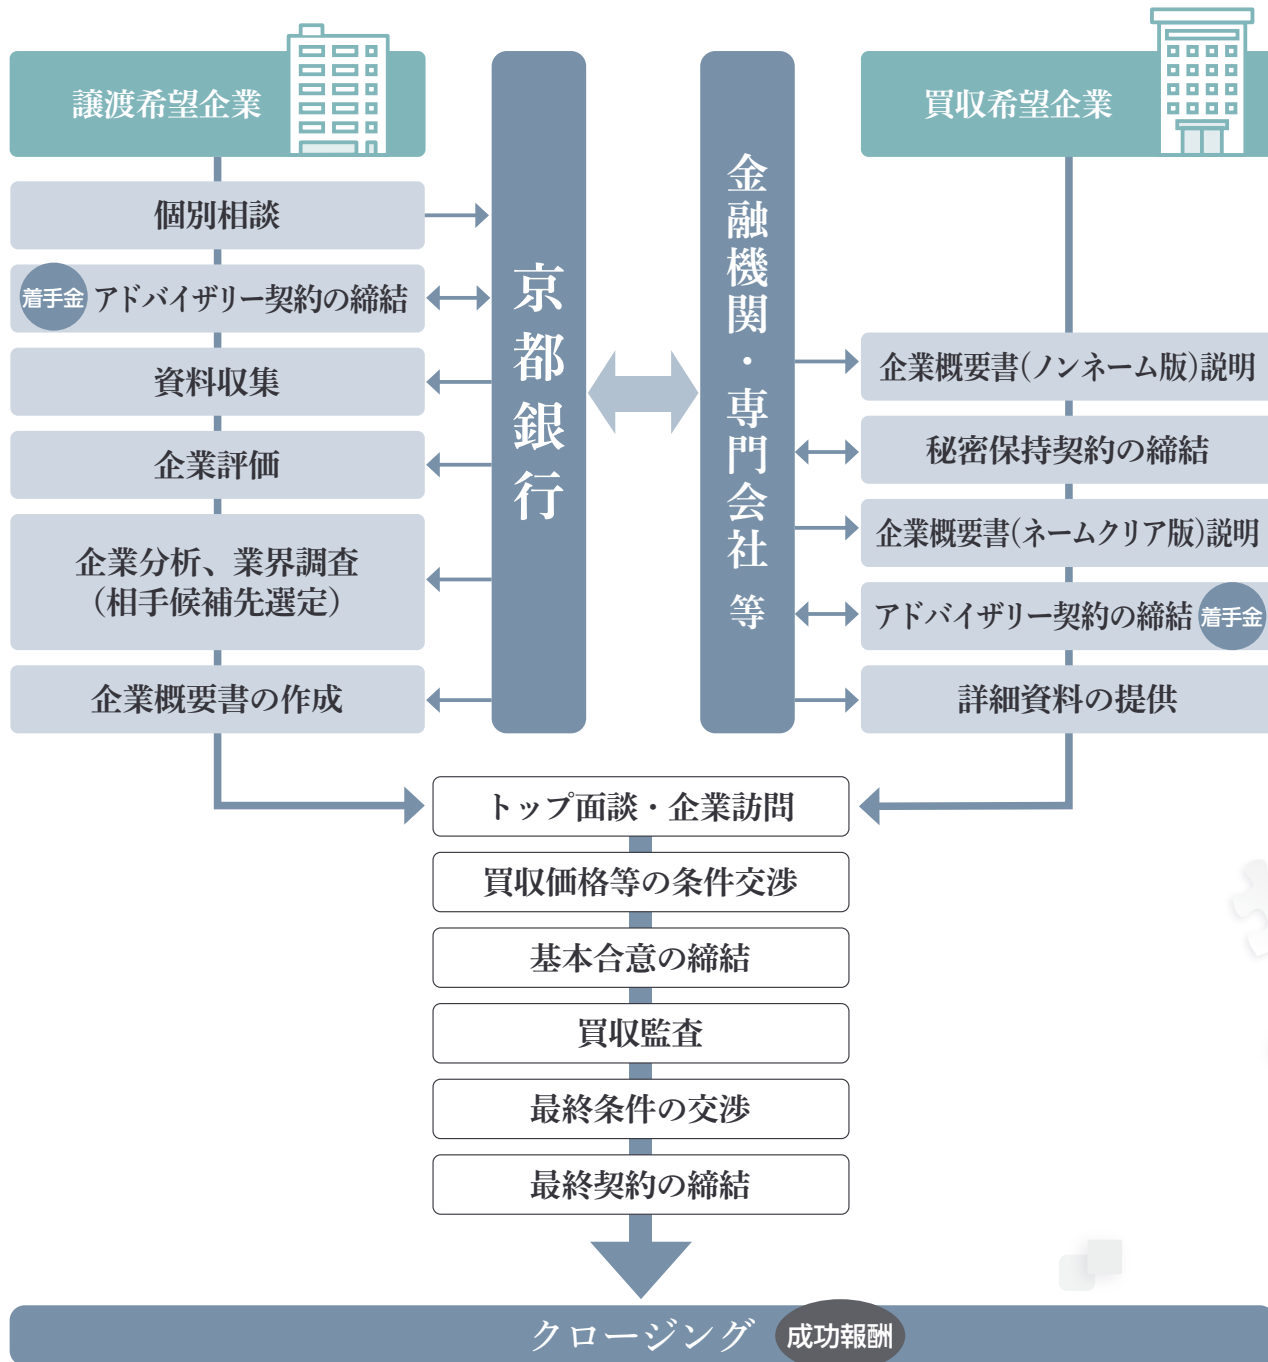 譲渡希望企業
個別相談
着手金 アドバイザリー契約の締結
資料収集
企業評価
企業分析、業界調査
（相手候補先選定）
企業概要書の作成
京都銀行
金融機関・専門会社 等
買収希望企業
企業概要書(ノンネーム版)説明
秘密保持契約の締結
企業概要書(ネームクリア版)説明
アドバイザリー契約の締結 着手金
詳細資料の提供
トップ面談・企業訪問
買収価格等の条件交渉
基本合意の締結
買収監査
最終条件の交渉
最終契約の締結
クロージング 成功報酬